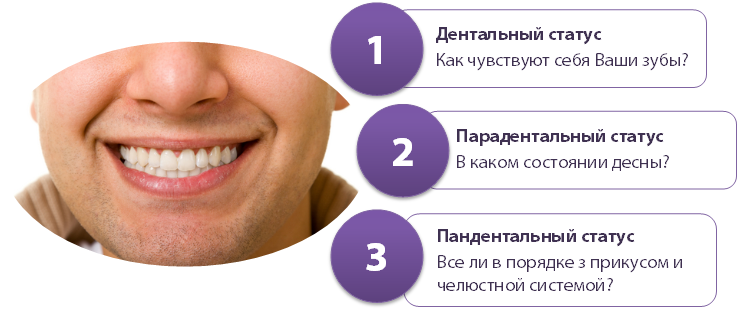 1
Дентальный статус
Как чувствуют себя Ваши зубы?
2
Парадентальный статус
В каком состоянии десны?
3
Пандентальный статус
Все ли в порядке з прикусом и
челюстной системой?